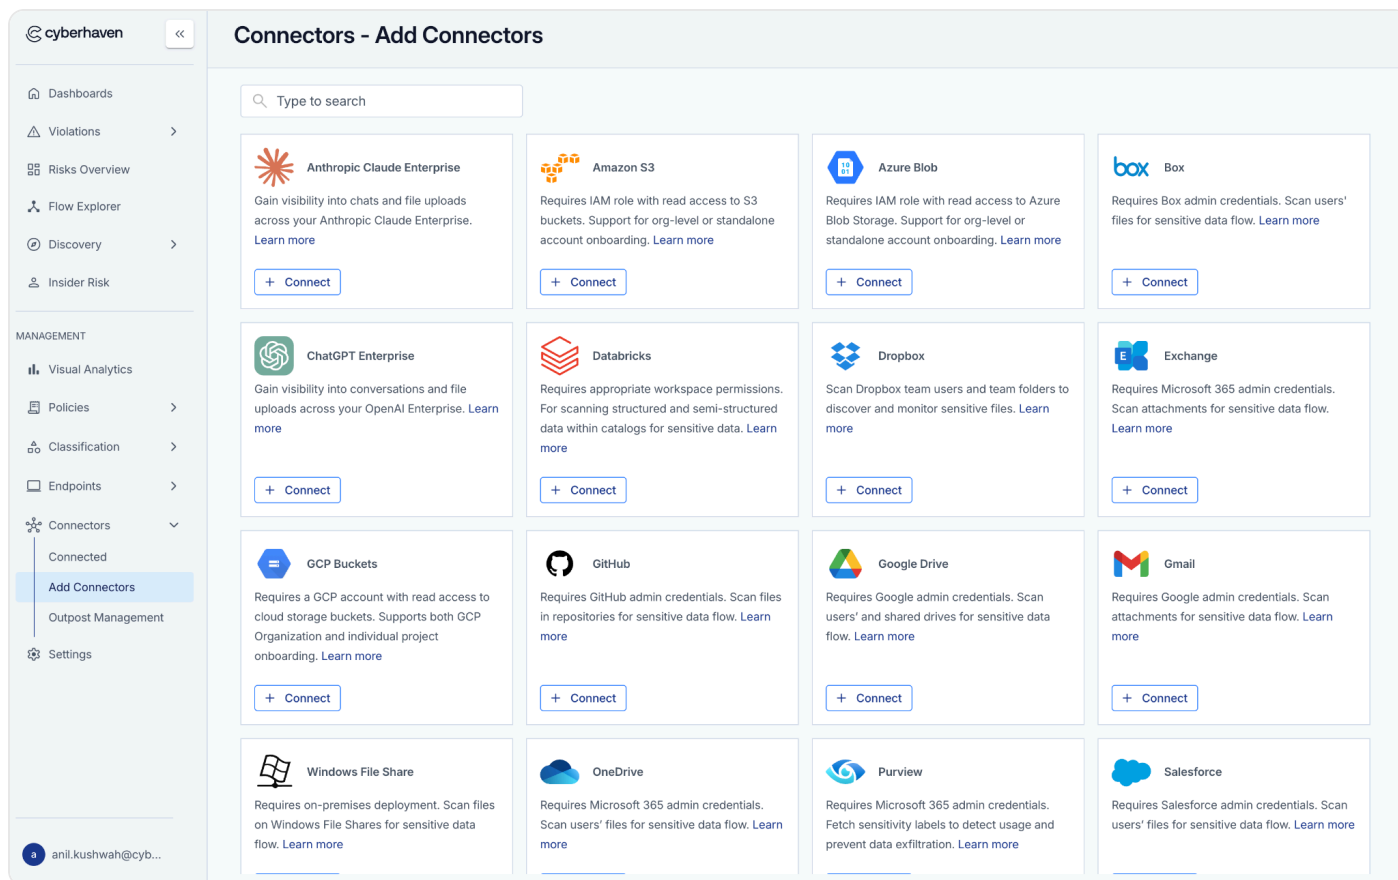 cyberhaven
Dashboards
Violations
Risks Overview
Flow Explorer
Discovery
Insider Risk
MANAGEMENT
Visual Analytics
Policies
Classification
Endpoints
Connectors
Connected
Add Connectors
Outpost Management
Settings
a
anil.kushwah@cyb...
Connectors - Add Connectors
Type to search
Anthropic Claude Enterprise
Gain visibility into chats and file uploads
across your Anthropic Claude Enterprise.
Learn more
+ Connect
Amazon S3
Requires IAM role with read access to S3
buckets. Support for org-level or standalone
account onboarding. Learn more
+ Connect
10
01
Azure Blob
Requires IAM role with read access to Azure
Blob Storage. Support for org-level or
standalone account onboarding. Learn more
+ Connect
box
Box
Requires Box admin credentials. Scan users'
files for sensitive data flow. Learn more
+ Connect
ChatGPT Enterprise
Gain visibility into conversations and file
uploads across your OpenAI Enterprise. Learn
more
+ Connect
Databricks
Requires appropriate workspace permissions.
For scanning structured and semi-structured
data within catalogs for sensitive data. Learn
more
+ Connect
Dropbox
Scan Dropbox team users and team folders to
discover and monitor sensitive files. Learn
more
+ Connect
E
Exchange
Requires Microsoft 365 admin credentials.
Scan attachments for sensitive data flow.
Learn more
+ Connect
GCP Buckets
Requires a GCP account with read access to
cloud storage buckets. Supports both GCP
Organization and individual project
onboarding. Learn more
+ Connect
GitHub
Requires GitHub admin credentials. Scan files
in repositories for sensitive data flow. Learn
more
+ Connect
Google Drive
Requires Google admin credentials. Scan
users’ and shared drives for sensitive data
flow. Learn more
+ Connect
Gmail
Requires Google admin credentials. Scan
attachments for sensitive data flow. Learn
more
+ Connect
Windows File Share
Requires on-premises deployment. Scan files
on Windows File Shares for sensitive data
flow. Learn more
OneDrive
Requires Microsoft 365 admin credentials.
Scan users’ files for sensitive data flow. Learn
more
Purview
Requires Microsoft 365 admin credentials.
Fetch sensitivity labels to detect usage and
prevent data exfiltration. Learn more
Salesforce
Requires Salesforce admin credentials. Scan
users’ files for sensitive data flow. Learn more